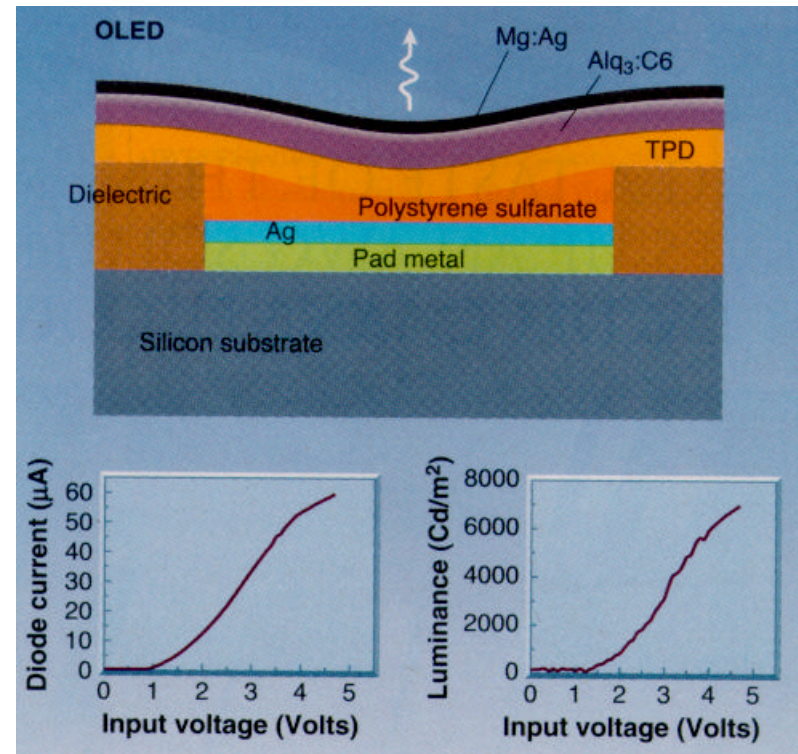 OLED
Mg:Ag
Alq₃:C6
TPD
Dielectric
Polystyrene sulfanate
Ag
Pad metal
Silicon substrate
Diode current (μA)
60
50
40
30
20
10
0
0 1 2 3 4 5
Input voltage (Volts)
Luminance (Cd/m²)
8000
6000
4000
2000
0
0 1 2 3 4 5
Input voltage (Volts)